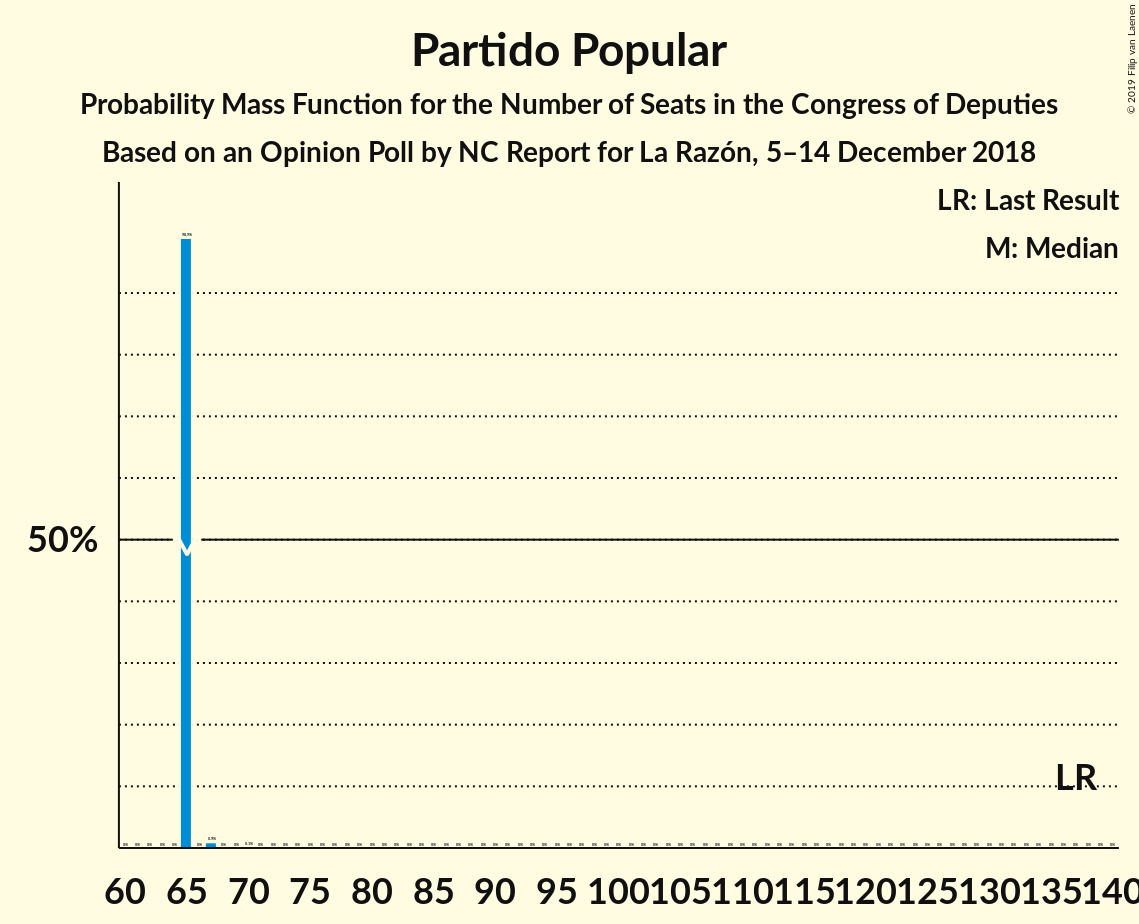 Partido Popular
Probability Mass Function for the Number of Seats in the Congress of Deputies
Based on an Opinion Poll by NC Report for La Razón, 5–14 December 2018
© 2019 Filip van Laenen
LR: Last Result
M: Median
50%
LR
60 65 70 75 80 85 90 95 100 105 110 115 120 125 130 135 140